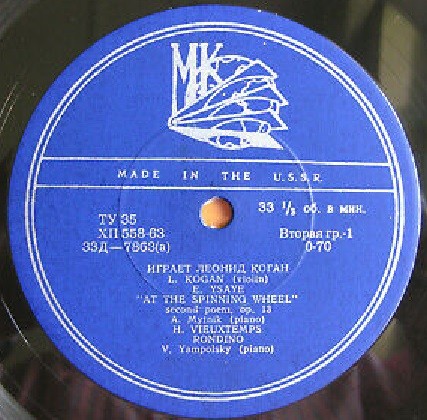 МК
MADE IN THE U.S.S.R.
ТУ 35
33 1/3 об. в мин.
ХП 558-63
Вторая гр.-1
33Д—7863(а)
0-70
ИГРАЕТ ЛЕОНИД КОГАН
L. KOGAN (violin)
E. YSAYE
"AT THE SPINNING WHEEL"
second poem, op. 13
A. Mytnik (piano)
H. VIEUXTEMPS
RONDINO
V. Yampolsky (piano)